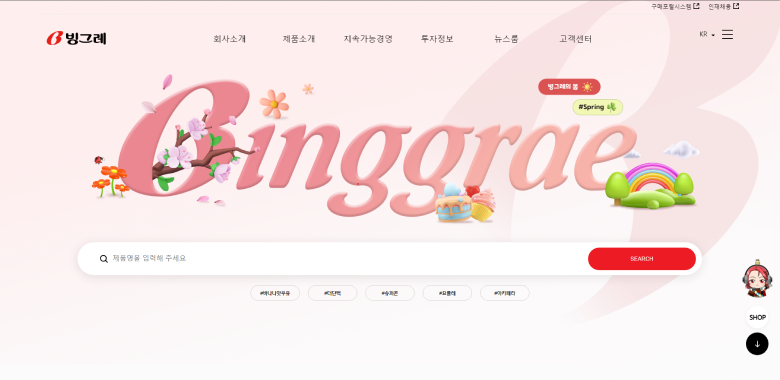 구매포털시스템 인재채용
빙그레 회사소개 제품소개 지속가능경영 투자정보 뉴스룸 고객센터 KR
빙그레의 봄
#Spring
Binggrae
제품명을 입력해 주세요 SEARCH
#바나나맛우유 #더단백 #슈퍼콘 #요플레 #아카페라
SHOP